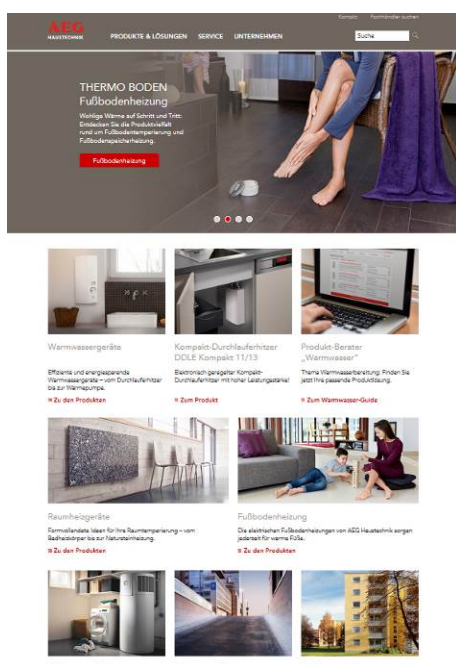 Kontakt Fachhändler suchen
AEG
HAUSTECHNIK
PRODUKTE & LÖSUNGEN SERVICE UNTERNEHMEN
Suche
THERMO BODEN
Fußbodenheizung
Wohlige Wärme auf Schritt und Tritt:
Entdecken Sie die Produktvielfalt
rund um Fußbodentemperierung und
Fußbodenspeicherheizung.
Fußbodenheizung
Warmwassergeräte
Effiziente und energiesparende
Warmwassergeräte – vom Durchlauferhitzer
bis zur Wärmepumpe.
» Zu den Produkten
Kompakt-Durchlauferhitzer
DDLE Kompakt 11/13
Elektronisch geregelter Kompakt-
Durchlauferhitzer mit hoher Leistungsstärke!
» Zum Produkt
Produkt-Berater
„Warmwasser“
Thema Warmwasserbereitung: Finden Sie
jetzt Ihre passende Produktlösung.
» Zum Warmwasser-Guide
Raumheizgeräte
Formvollendete Ideen für Ihre Raumtemperierung – vom
Badheizkörper bis zur Natursteinheizung.
» Zu den Produkten
Fußbodenheizung
Die elektrischen Fußbodenheizungen von AEG Haustechnik sorgen
jederzeit für warme Füße.
» Zu den Produkten